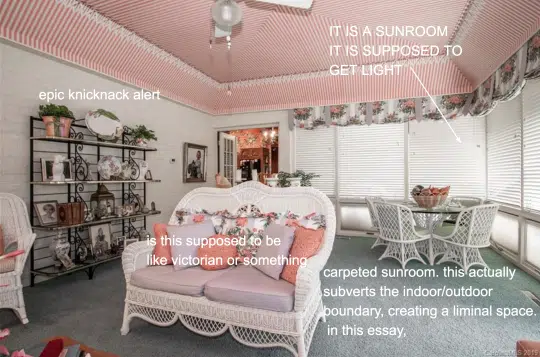 IT IS A SUNROOM
IT IS SUPPOSED TO
GET LIGHT
epic knicknack alert
is this supposed to be
like victorian or something
carpeted sunroom. this actually
subverts the indoor/outdoor
boundary, creating a liminal space.
in this essay,